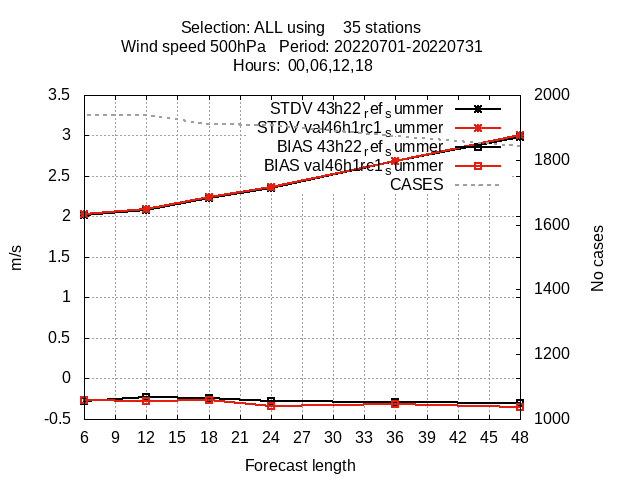 Selection: ALL using 35 stations
Wind speed 500hPa Period: 20220701-20220731
Hours: 00,06,12,18
3.5
3
2.5
2
1.5
1
0.5
0
-0.5
2000
1800
1600
1400
1200
1000
m/s
No cases
STDV 43h22_ref_summer
STDV val46h1rc1_summer
BIAS 43h22_ref_summer
BIAS val46h1rc1_summer
CASES
6 9 12 15 18 21 24 27 30 33 36 39 42 45 48
Forecast length